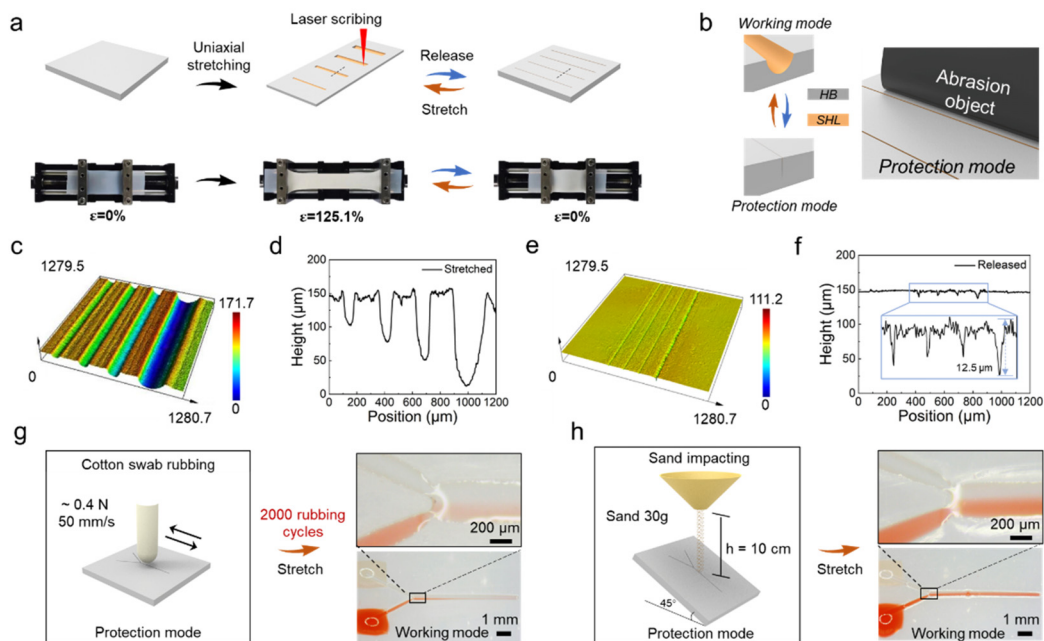 a
Laser scribing
Uniaxial
stretching
Release
Stretch
ε=0%
ε=125.1%
ε=0%
b
Working mode
HB
SHL
Protection mode
Abrasion
object
Protection mode
c
1279.5
171.7
0
0
1280.7
d
Stretched
200
150
100
50
0
Height (μm)
0 200 400 600 800 1000 1200
Position (μm)
e
1279.5
111.2
0
0
1280.7
f
Released
200
150
100
50
0
Height (μm)
12.5 μm
0 200 400 600 800 1000 1200
Position (μm)
g
Cotton swab rubbing
~ 0.4 N
50 mm/s
Protection mode
2000 rubbing
cycles
Stretch
200 μm
1 mm
Working mode
h
Sand impacting
Sand 30g
h = 10 cm
45°
Protection mode
Stretch
200 μm
1 mm
Working mode